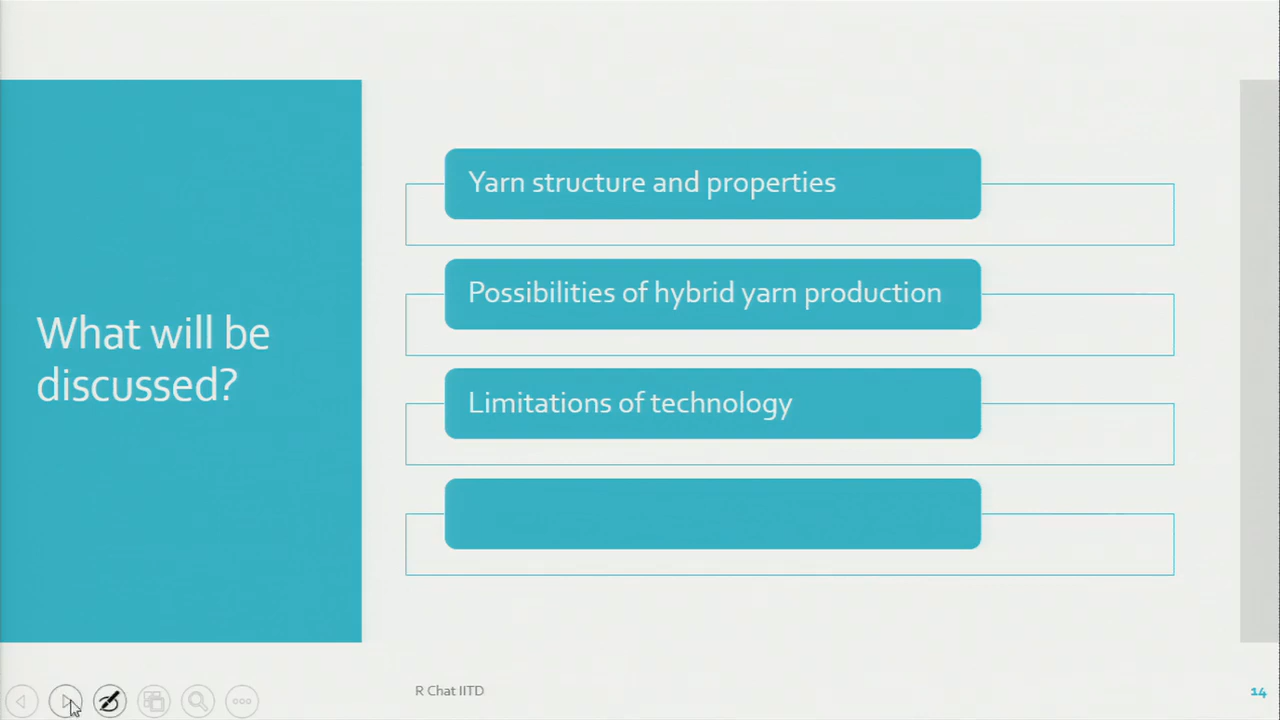 What will be
discussed?
Yarn structure and properties
Possibilities of hybrid yarn production
Limitations of technology
R Chat IITD
14